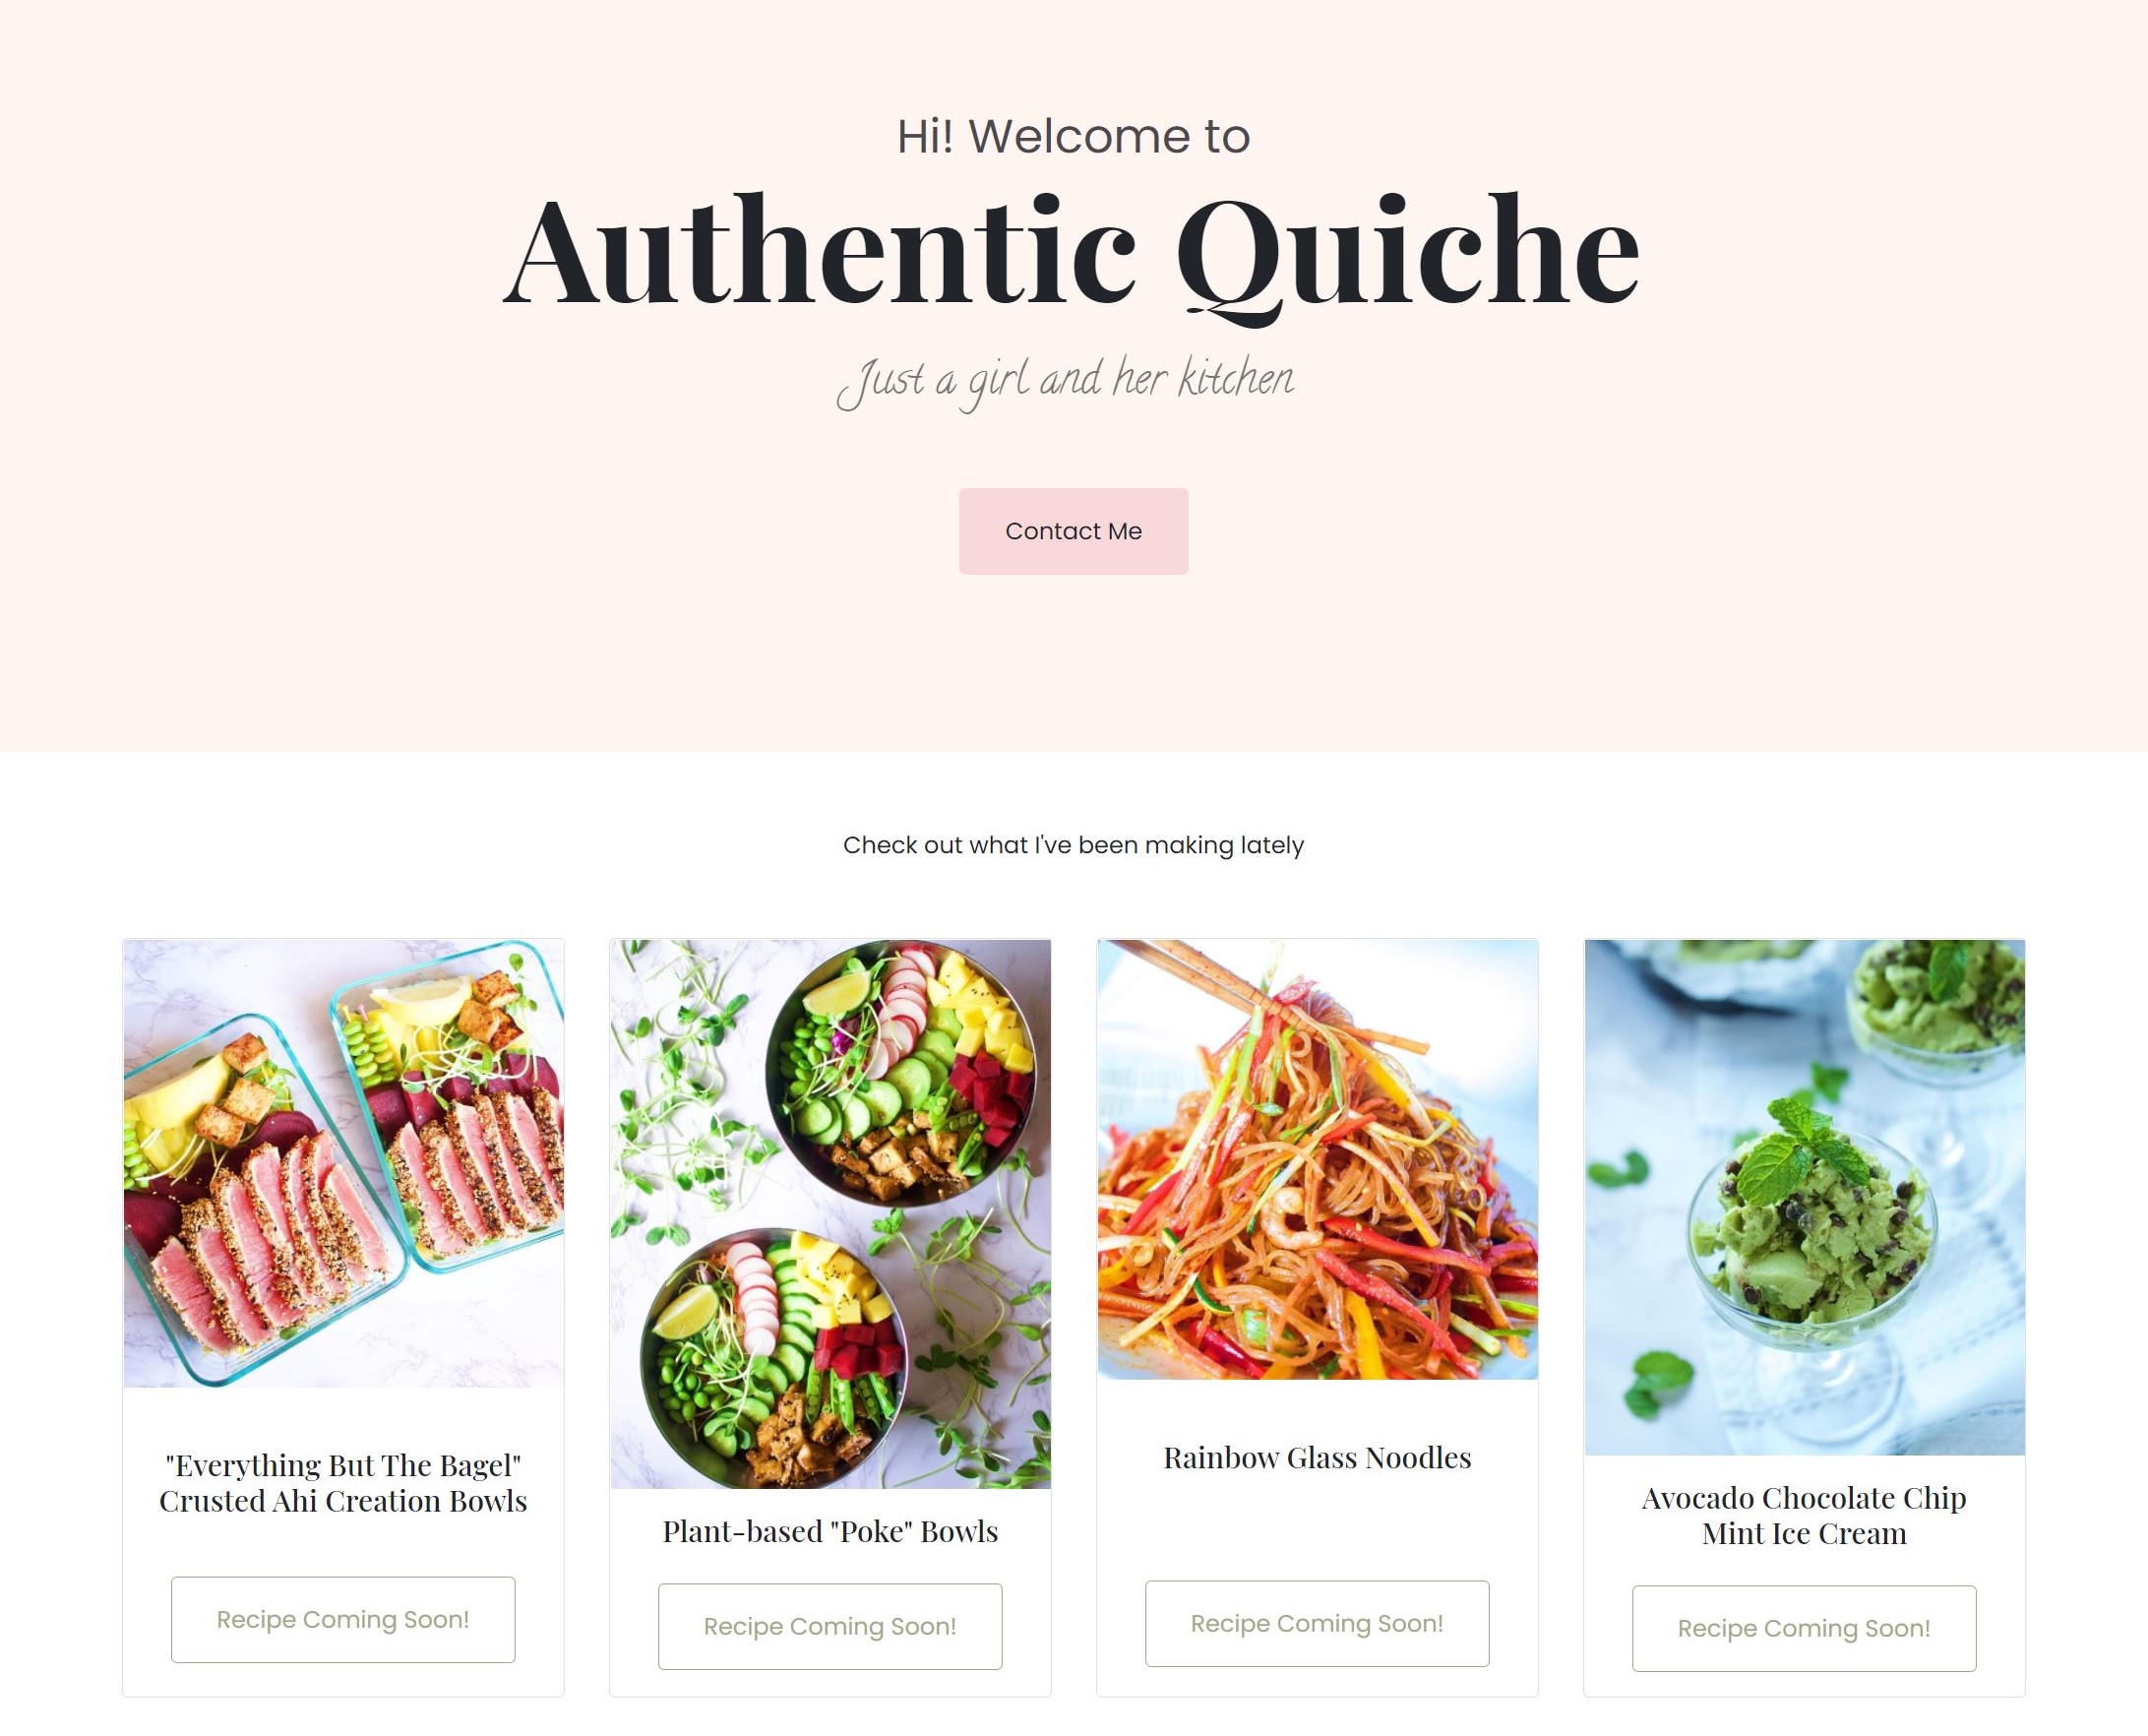 Hi! Welcome to
Authentic Quiche
Just a girl and her kitchen
Contact Me
Check out what I've been making lately
"Everything But The Bagel"
Crusted Ahi Creation Bowls
Recipe Coming Soon!
Plant-based "Poke" Bowls
Recipe Coming Soon!
Rainbow Glass Noodles
Recipe Coming Soon!
Avocado Chocolate Chip
Mint Ice Cream
Recipe Coming Soon!